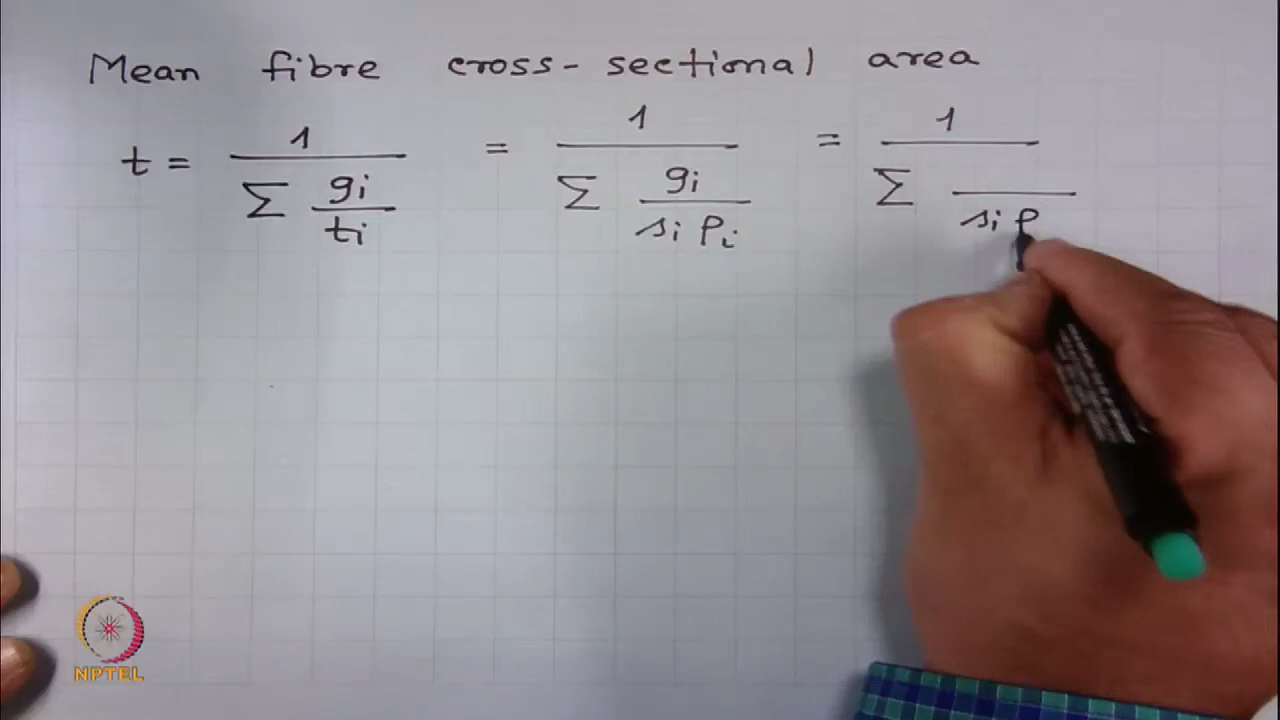 Mean fibre cross-sectional area
t = 1 / Σ gi/ti = 1 / Σ gi/si ρi = 1 / Σ /si ρ
NPTEL